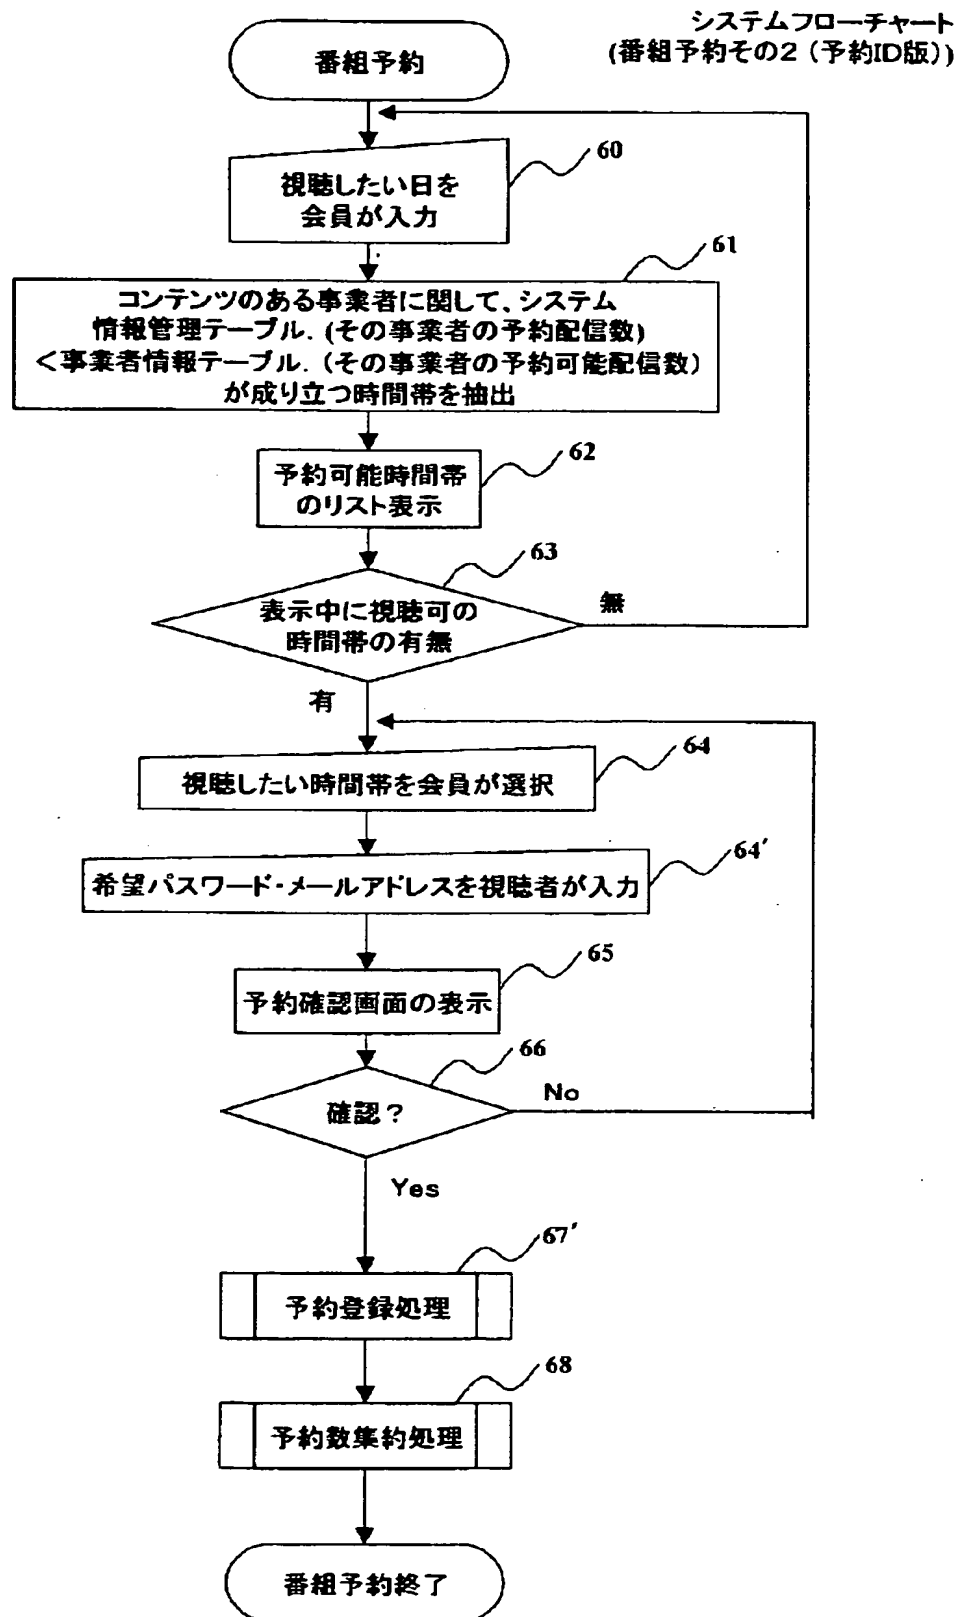 システムフローチャート
(番組予約その2（予約ID版）)
番組予約
60
視聴したい日を
会員が入力
61
コンテンツのある事業者に関して、システム
情報管理テーブル．(その事業者の予約配信数)
＜事業者情報テーブル．（その事業者の予約可能配信数）
が成り立つ時間帯を抽出
62
予約可能時間帯
のリスト表示
63
表示中に視聴可の
時間帯の有無
無
有
64
視聴したい時間帯を会員が選択
64′
希望パスワード・メールアドレスを視聴者が入力
65
予約確認画面の表示
66
確認？
No
Yes
67′
予約登録処理
68
予約数集約処理
番組予約終了